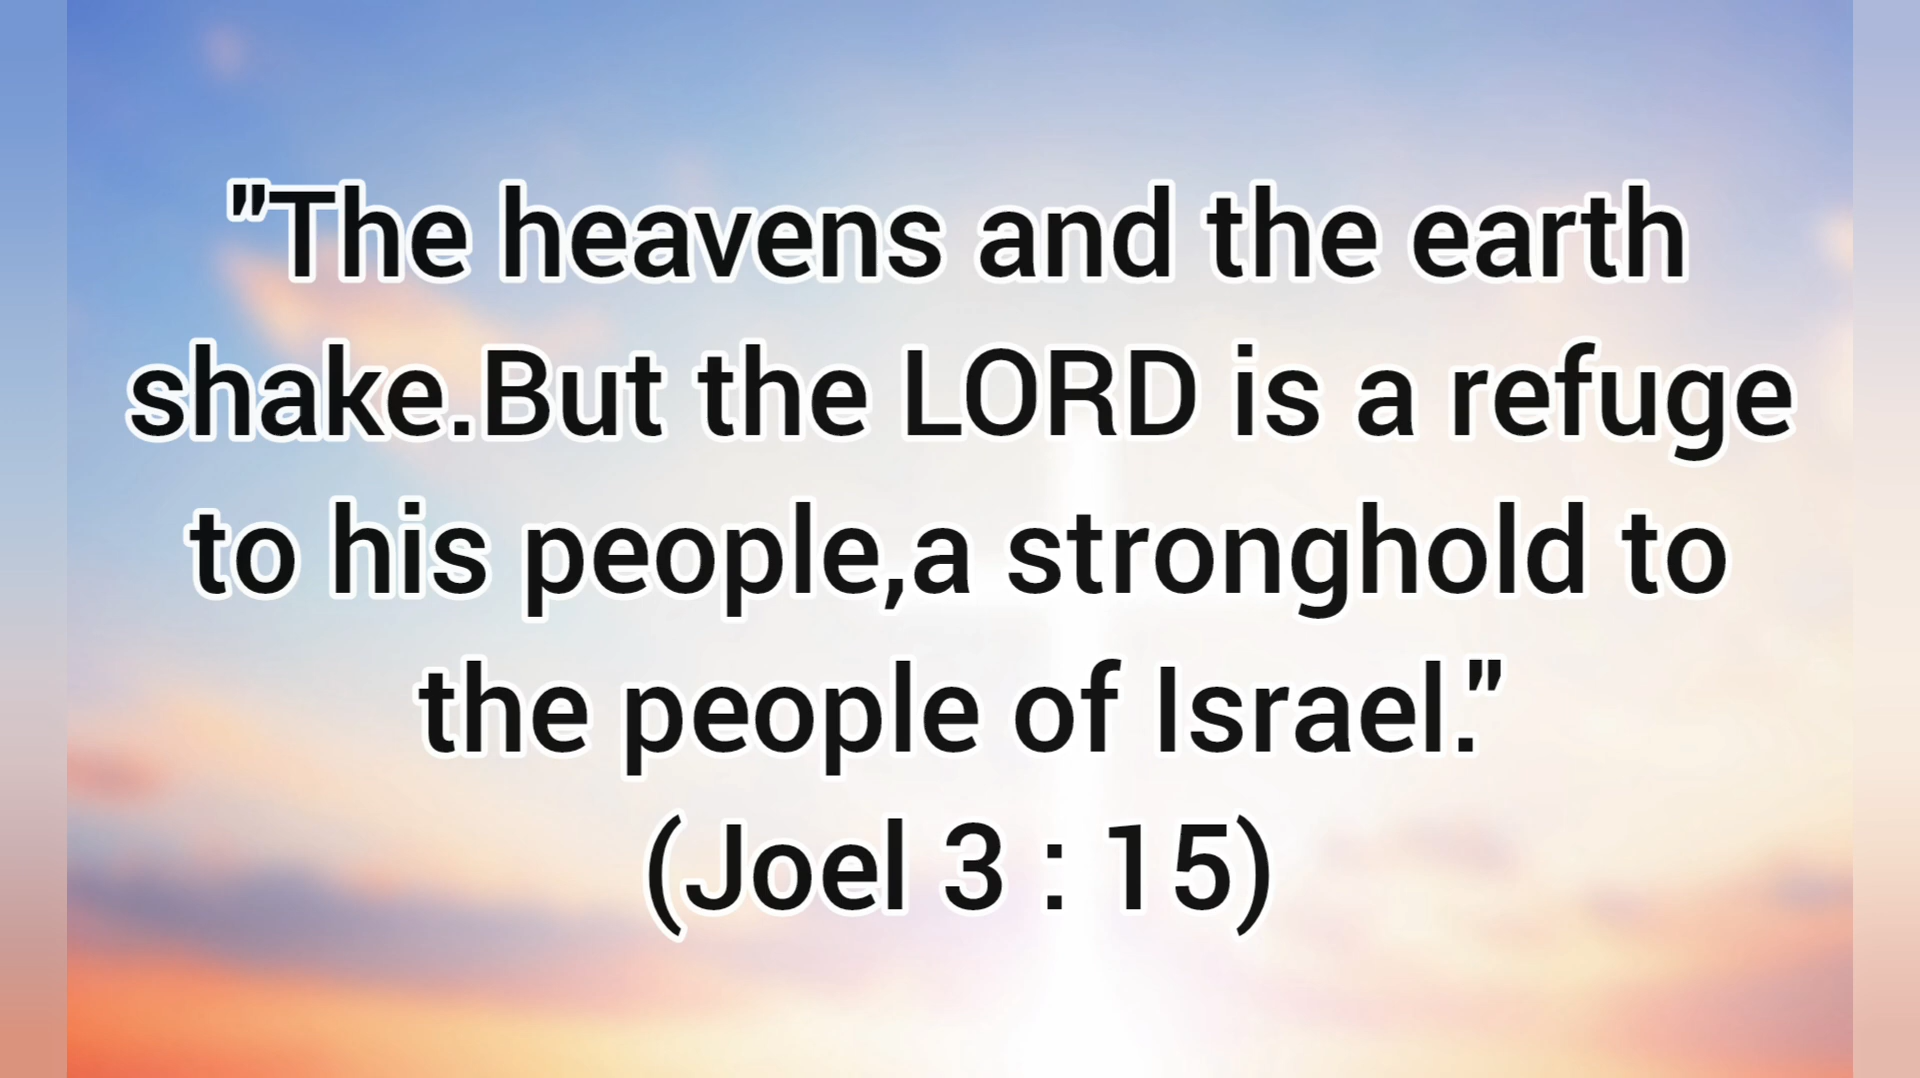 "The heavens and the earth
shake.But the LORD is a refuge
to his people,a stronghold to
the people of Israel."
(Joel 3 : 15)